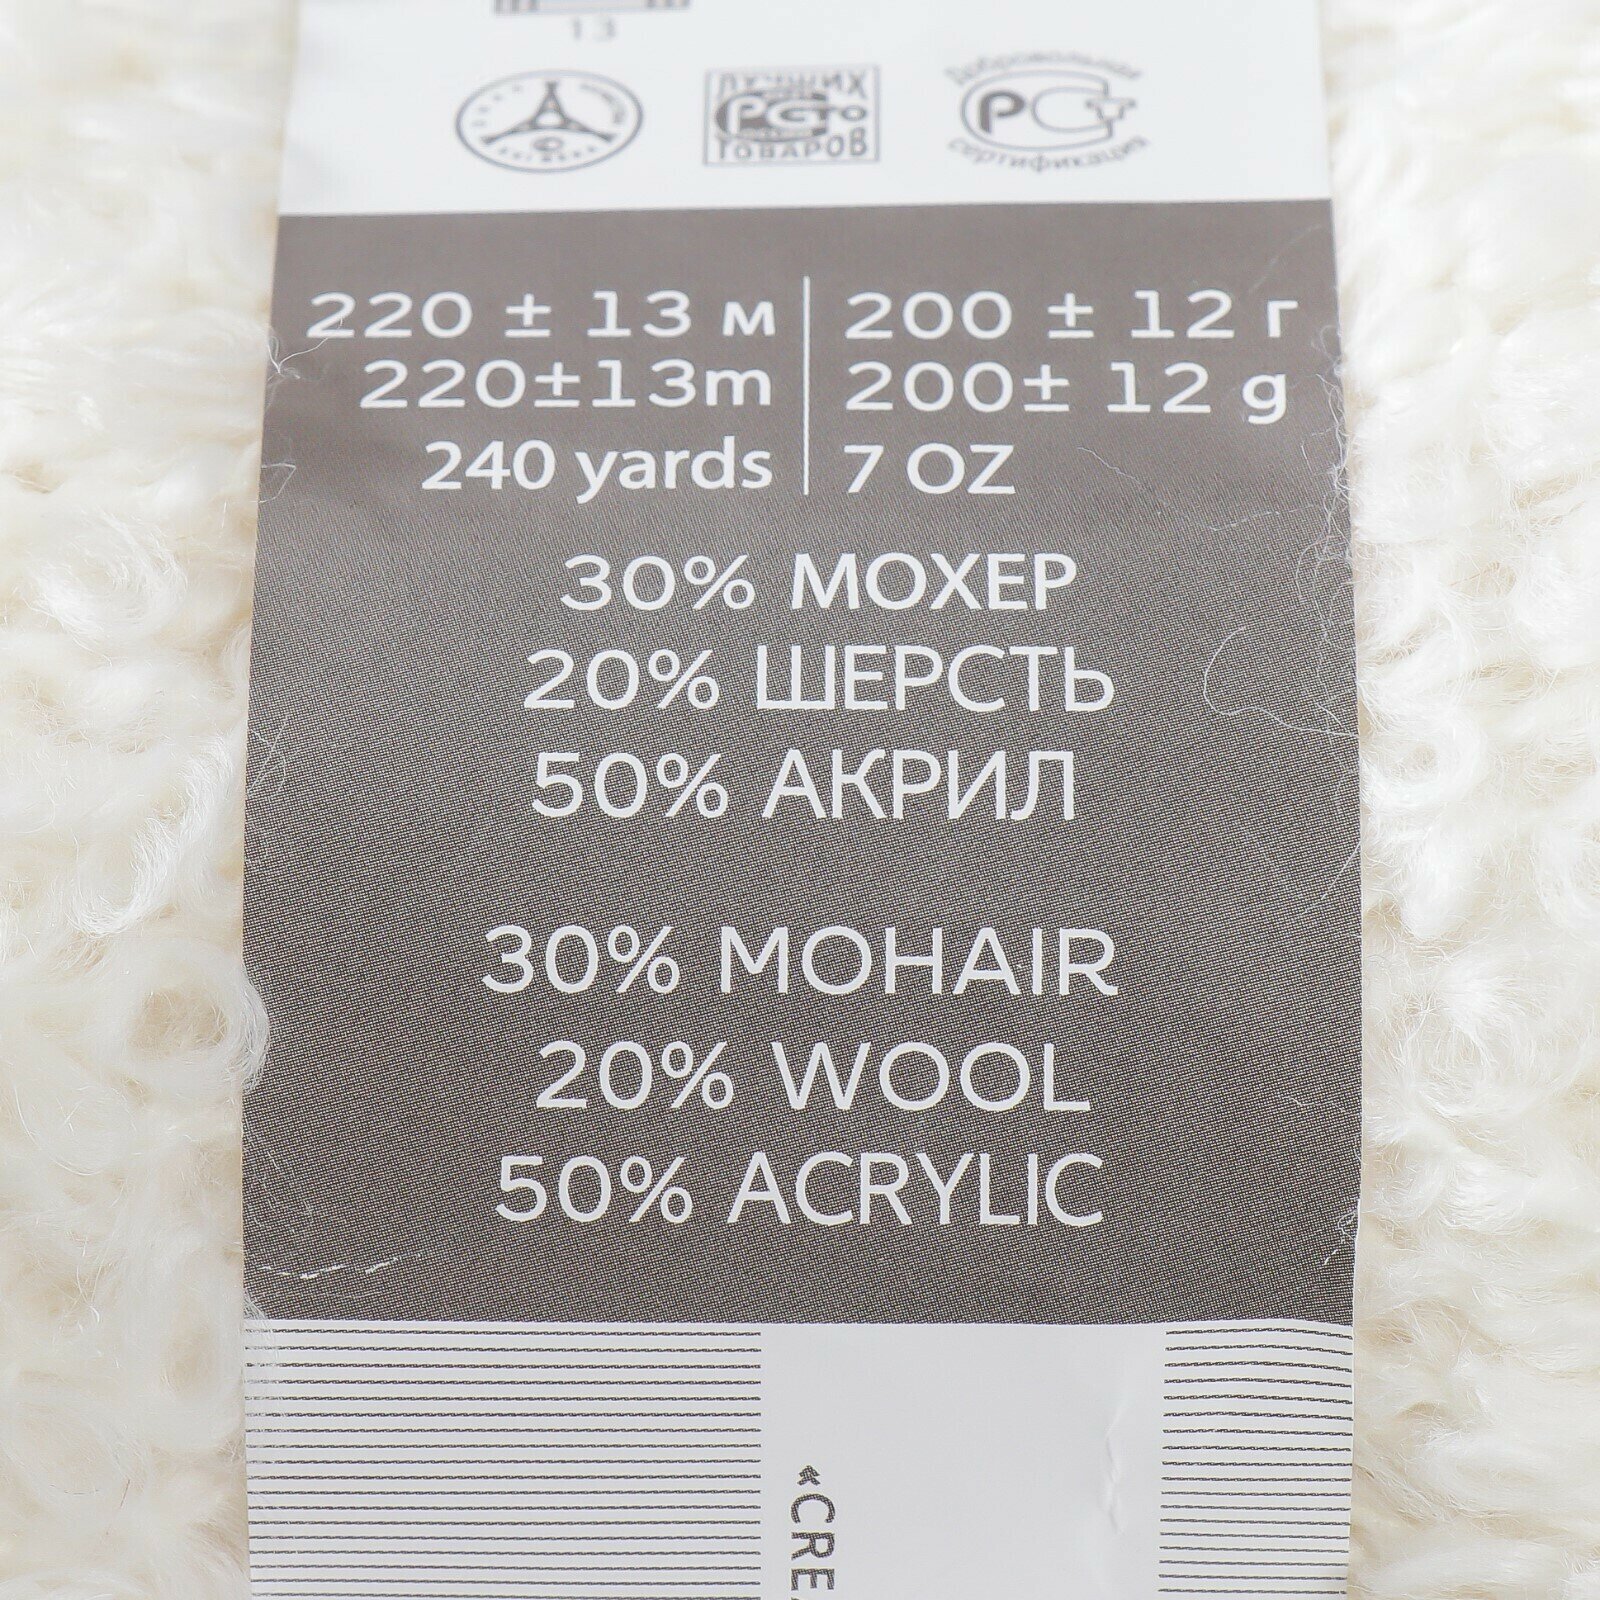 13
ЛУЧШИХ
ТОВАРОВ
Добровольная
РСТ
сертификация
220 ± 13 м
220±13m
240 yards
200 ± 12 г
200± 12 g
7 OZ
30% МОХЕР
20% ШЕРСТЬ
50% АКРИЛ
30% MOHAIR
20% WOOL
50% ACRYLIC